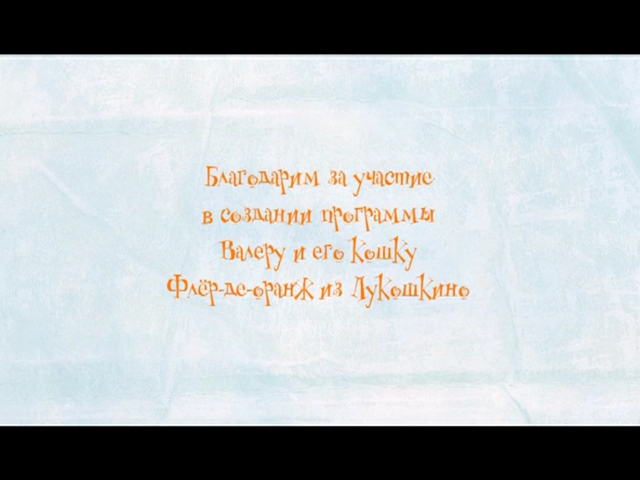 Благодарим за участие
в создании программы
Валеру и его кошку
Флёр-де-оранж из Лукошкино